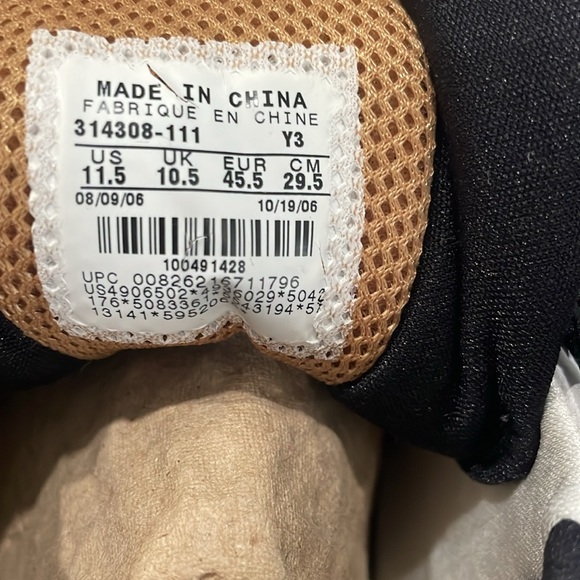 MADE IN CHINA
FABRIQUE EN CHINE
314308-111 Y3
US UK EUR CM
11.5 10.5 45.5 29.5
08/09/06 10/19/06
100491428
UPC 00826216711796